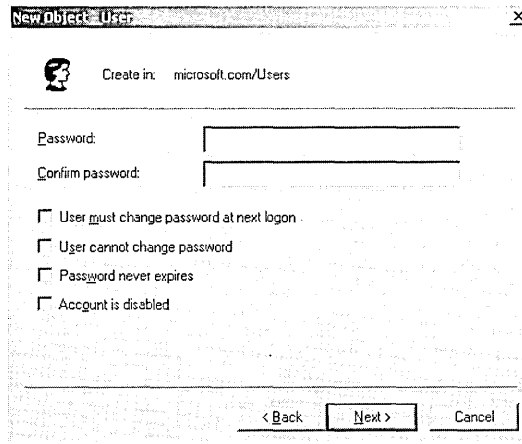 New Object - User
Create in: microsoft.com/Users
Password:
Confirm password:
User must change password at next logon
User cannot change password
Password never expires
Account is disabled
< Back Next > Cancel